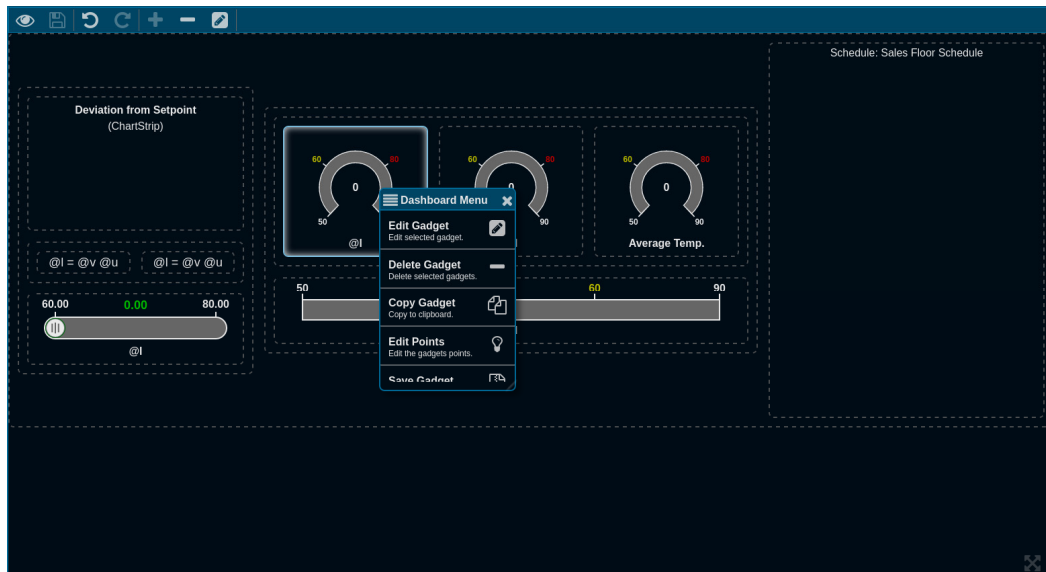 Schedule: Sales Floor Schedule
Deviation from Setpoint
(ChartStrip)
@l = @v @u
@l = @v @u
60.00 0.00 80.00
@l
60 80
0
50
@l
60 80
0
90
60 80
0
50 90
Average Temp.
50 60 90
Dashboard Menu
Edit Gadget
Edit selected gadget.
Delete Gadget
Delete selected gadgets.
Copy Gadget
Copy to clipboard.
Edit Points
Edit the gadgets points.
Save Gadget